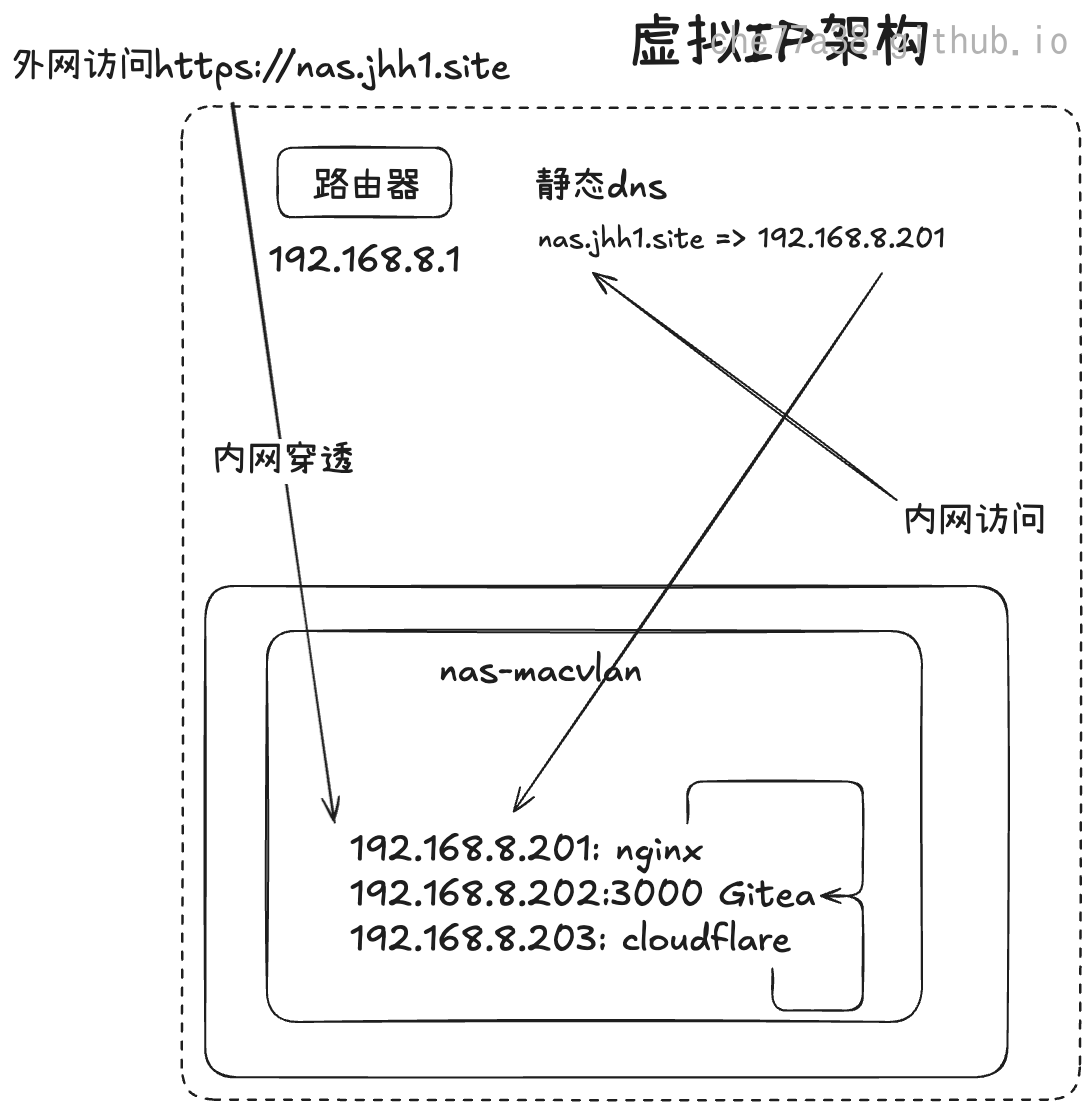 虚拟IP架构
che77a38.github.io
外网访问https://nas.jhh1.site
路由器
静态dns
192.168.8.1
nas.jhh1.site => 192.168.8.201
内网穿透
内网访问
nas-macvlan
192.168.8.201: nginx
192.168.8.202:3000 Gitea
192.168.8.203: cloudflare